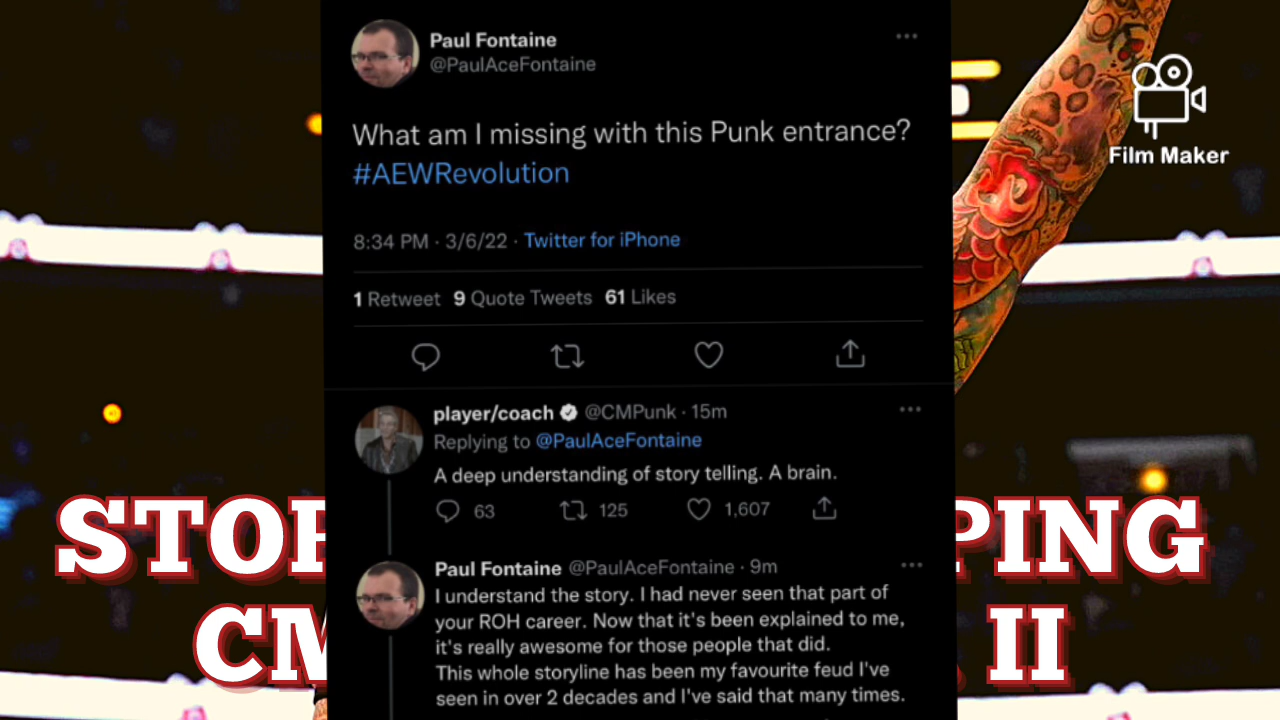 Paul Fontaine
@PaulAceFontaine
Film Maker
What am I missing with this Punk entrance?
#AEWRevolution
8:34 PM · 3/6/22 · Twitter for iPhone
1 Retweet 9 Quote Tweets 61 Likes
player/coach @CMPunk · 15m
Replying to @PaulAceFontaine
A deep understanding of story telling. A brain.
63 125 1,607
Paul Fontaine @PaulAceFontaine · 9m
I understand the story. I had never seen that part of
your ROH career. Now that it's been explained to me,
it's really awesome for those people that did.
This whole storyline has been my favourite feud I've
seen in over 2 decades and I've said that many times.
STOP PING
CM II